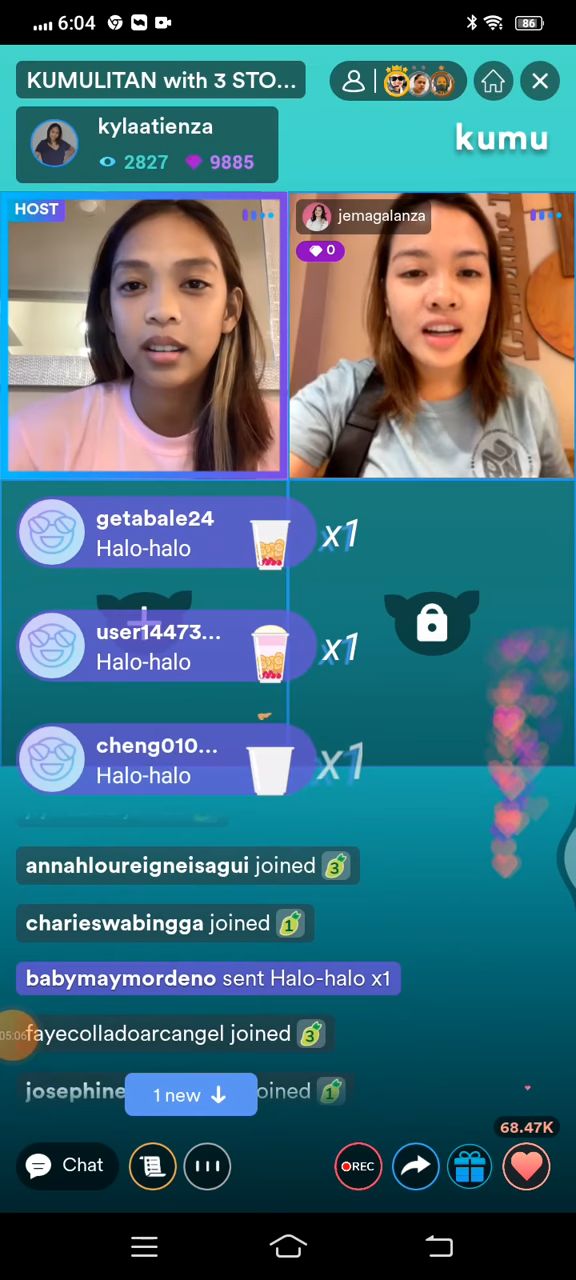 6:04
86
KUMULITAN with 3 STO...
kylaatienza
2827 9885
kumu
HOST
jemagalanza
0
getabale24
Halo-halo
x1
user14473...
Halo-halo
x1
cheng010...
Halo-halo
x1
annahloureigneisagui joined 3
charieswabingga joined 1
babymaymordeno sent Halo-halo x1
05:06
fayecolladoarcangel joined 3
josephine
1 new
oined 1
68.47K
Chat
REC